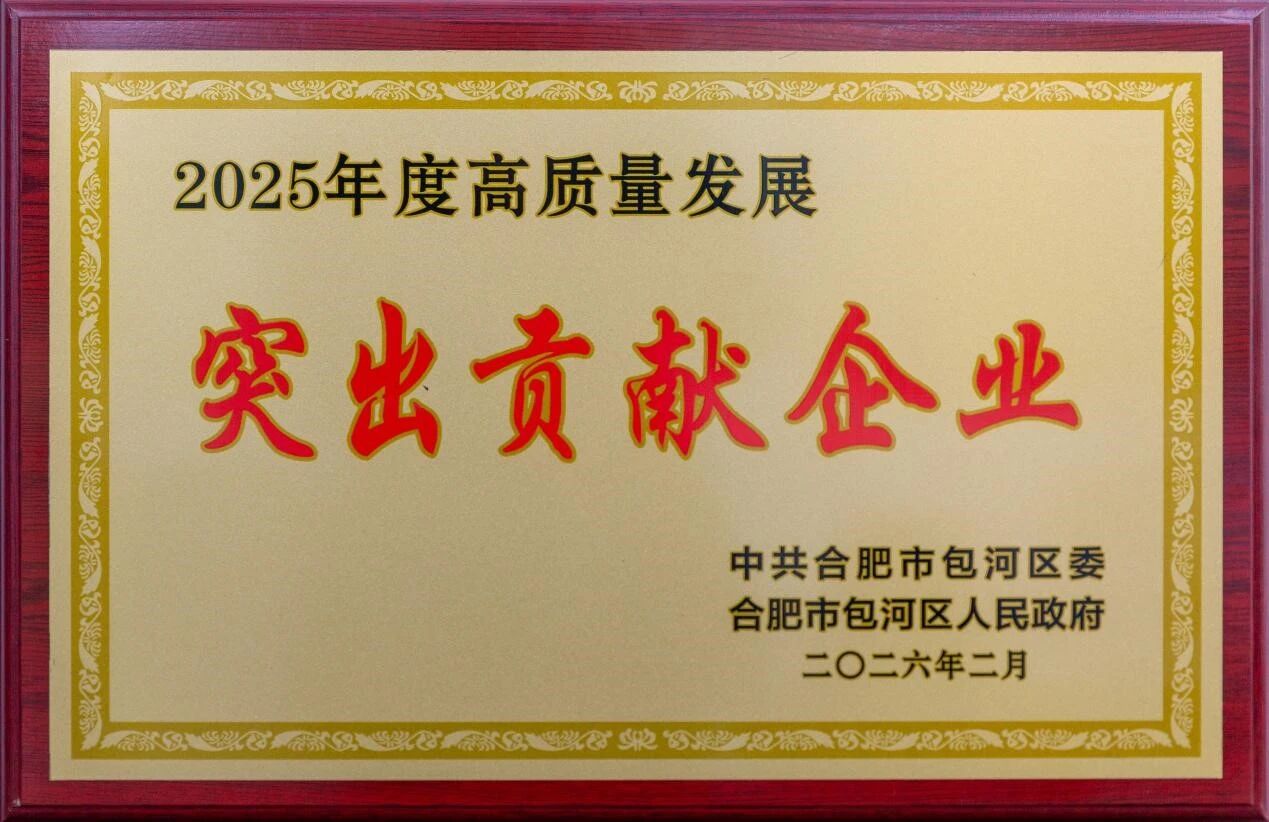 2025年度高质量发展
突出贡献企业
中共合肥市包河区委
合肥市包河区人民政府
二〇二六年二月